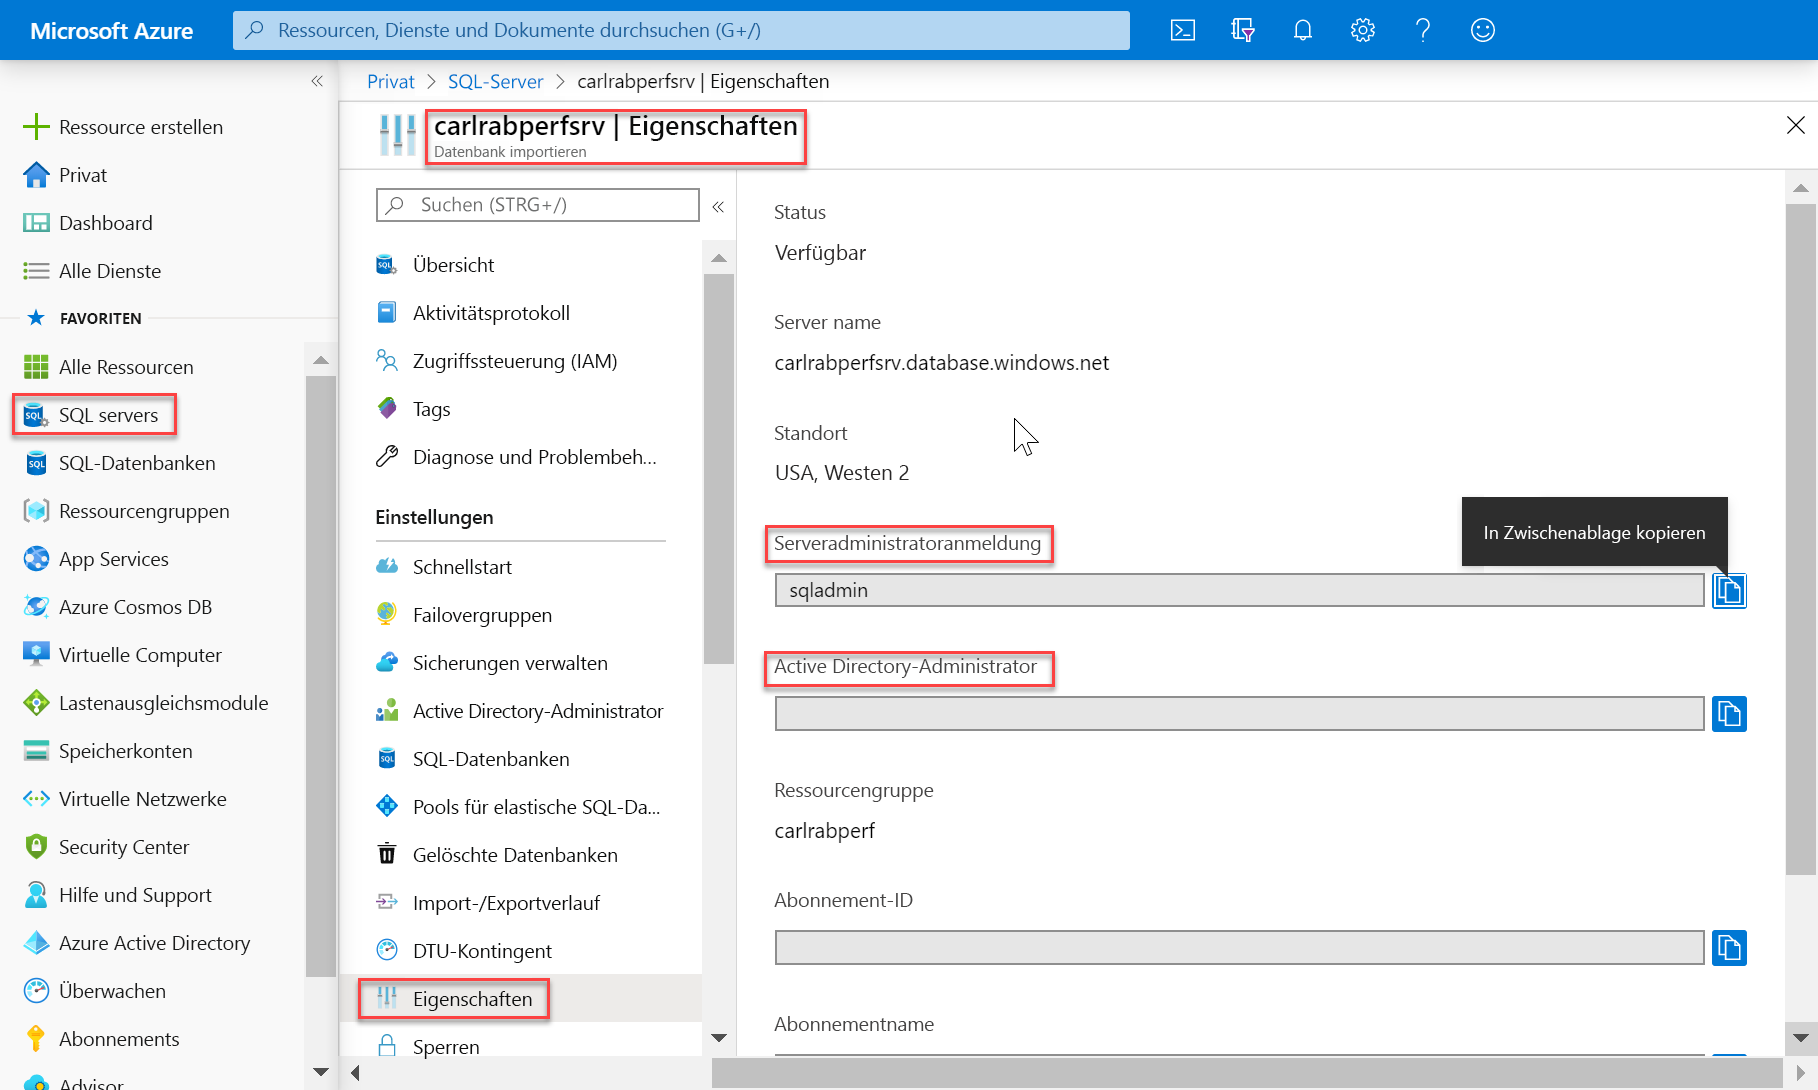 Microsoft Azure
Ressourcen, Dienste und Dokumente durchsuchen (G+/)
Privat > SQL-Server > carlrabperfsrv | Eigenschaften
Ressource erstellen
Privat
Dashboard
Alle Dienste
FAVORITEN
Alle Ressourcen
SQL servers
SQL-Datenbanken
Ressourcengruppen
App Services
Azure Cosmos DB
Virtuelle Computer
Lastenausgleichsmodule
Speicherkonten
Virtuelle Netzwerke
Security Center
Hilfe und Support
Azure Active Directory
Überwachen
Abonnements
Advisor
carlrabperfsrv | Eigenschaften
Datenbank importieren
Suchen (STRG+/)
Übersicht
Aktivitätsprotokoll
Zugriffssteuerung (IAM)
Tags
Diagnose und Problembeh...
Einstellungen
Schnellstart
Failovergruppen
Sicherungen verwalten
Active Directory-Administrator
SQL-Datenbanken
Pools für elastische SQL-Da...
Gelöschte Datenbanken
Import-/Exportverlauf
DTU-Kontingent
Eigenschaften
Sperren
Status
Verfügbar
Server name
carlrabperfsrv.database.windows.net
Standort
USA, Westen 2
Serveradministratoranmeldung
In Zwischenablage kopieren
sqladmin
Active Directory-Administrator
Ressourcengruppe
carlrabperf
Abonnement-ID
Abonnementname